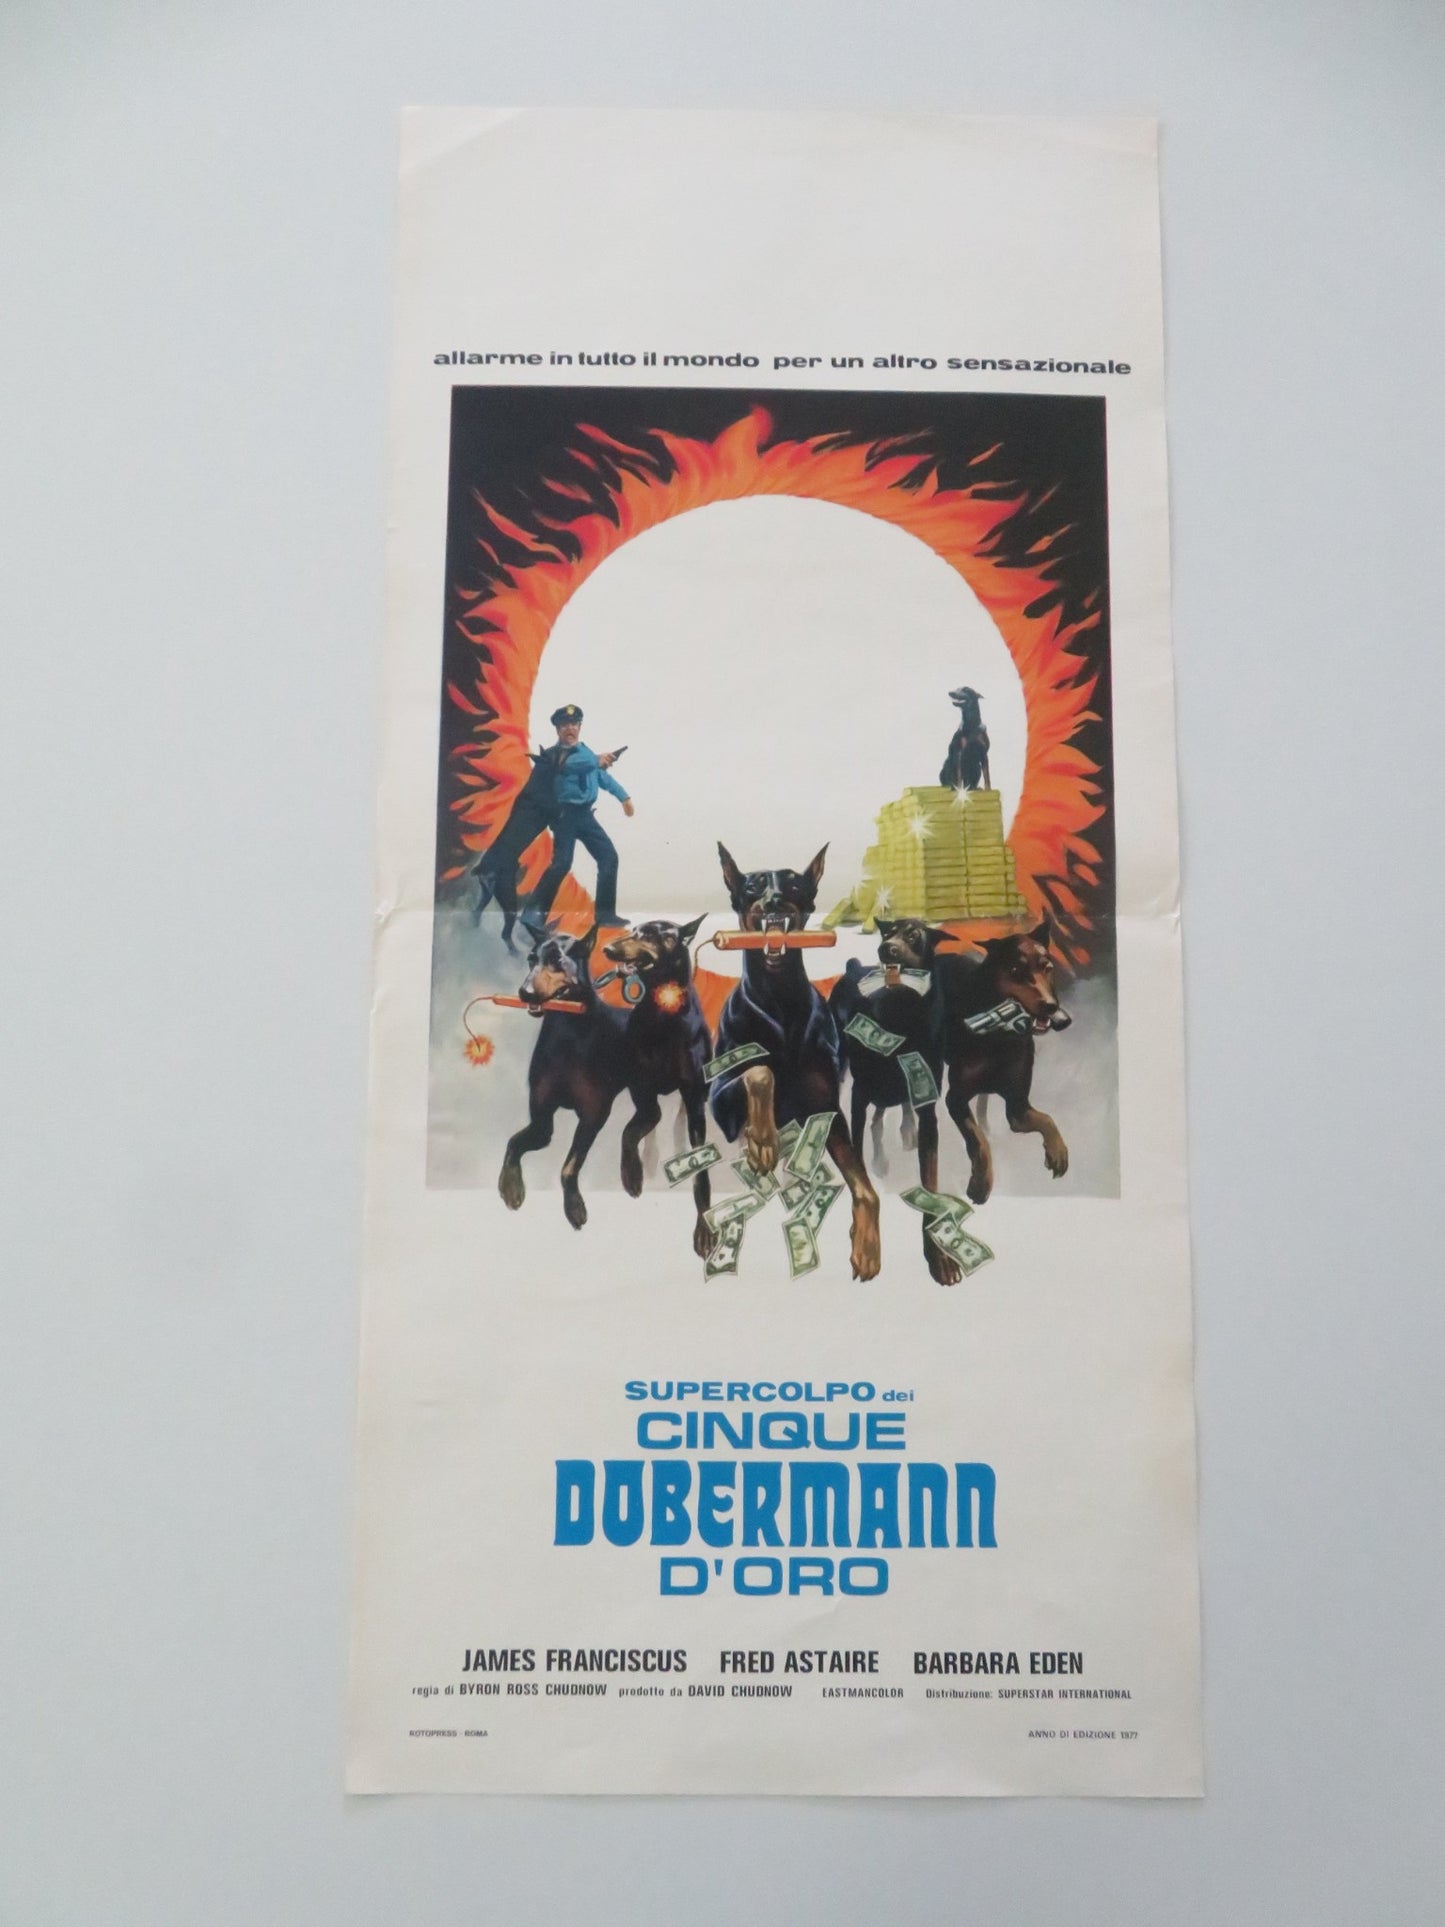 allarme in tutto il mondo per un altro sensazionale
SUPERCOLPO dei
CINQUE
DOBERMANN
D'ORO
JAMES FRANCISCUS FRED ASTAIRE BARBARA EDEN
regia di BYRON ROSS CHUDNOW prodotto da DAVID CHUDNOW EASTMANCOLOR Distribuzione: SUPERSTAR INTERNATIONAL
ROTOPRESS - ROMA ANNO DI EDIZIONE 1977